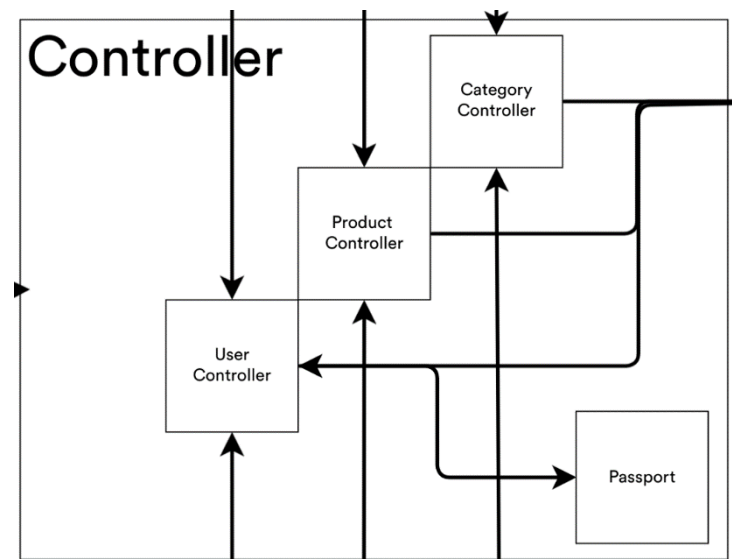 Controller
Category
Controller
Product
Controller
User
Controller
Passport